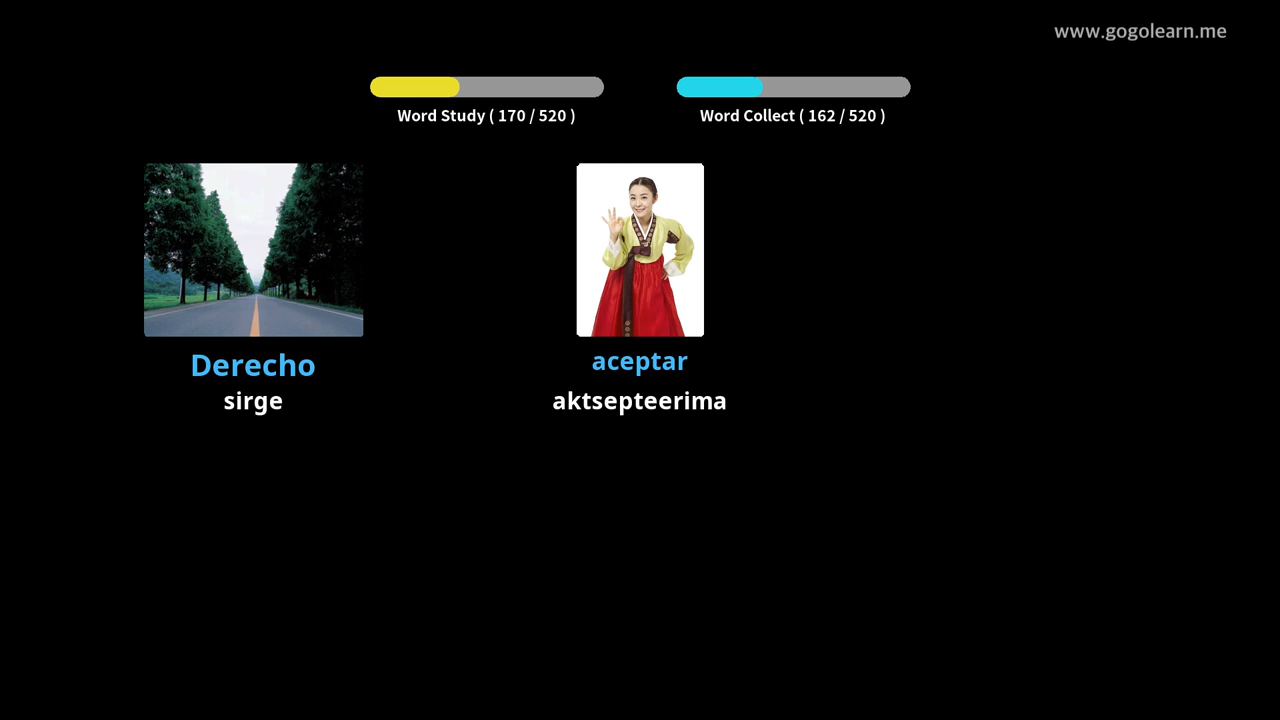 www.gogolearn.me
Word Study ( 170 / 520 )
Word Collect ( 162 / 520 )
Derecho
sirge
aceptar
aktsepteerima